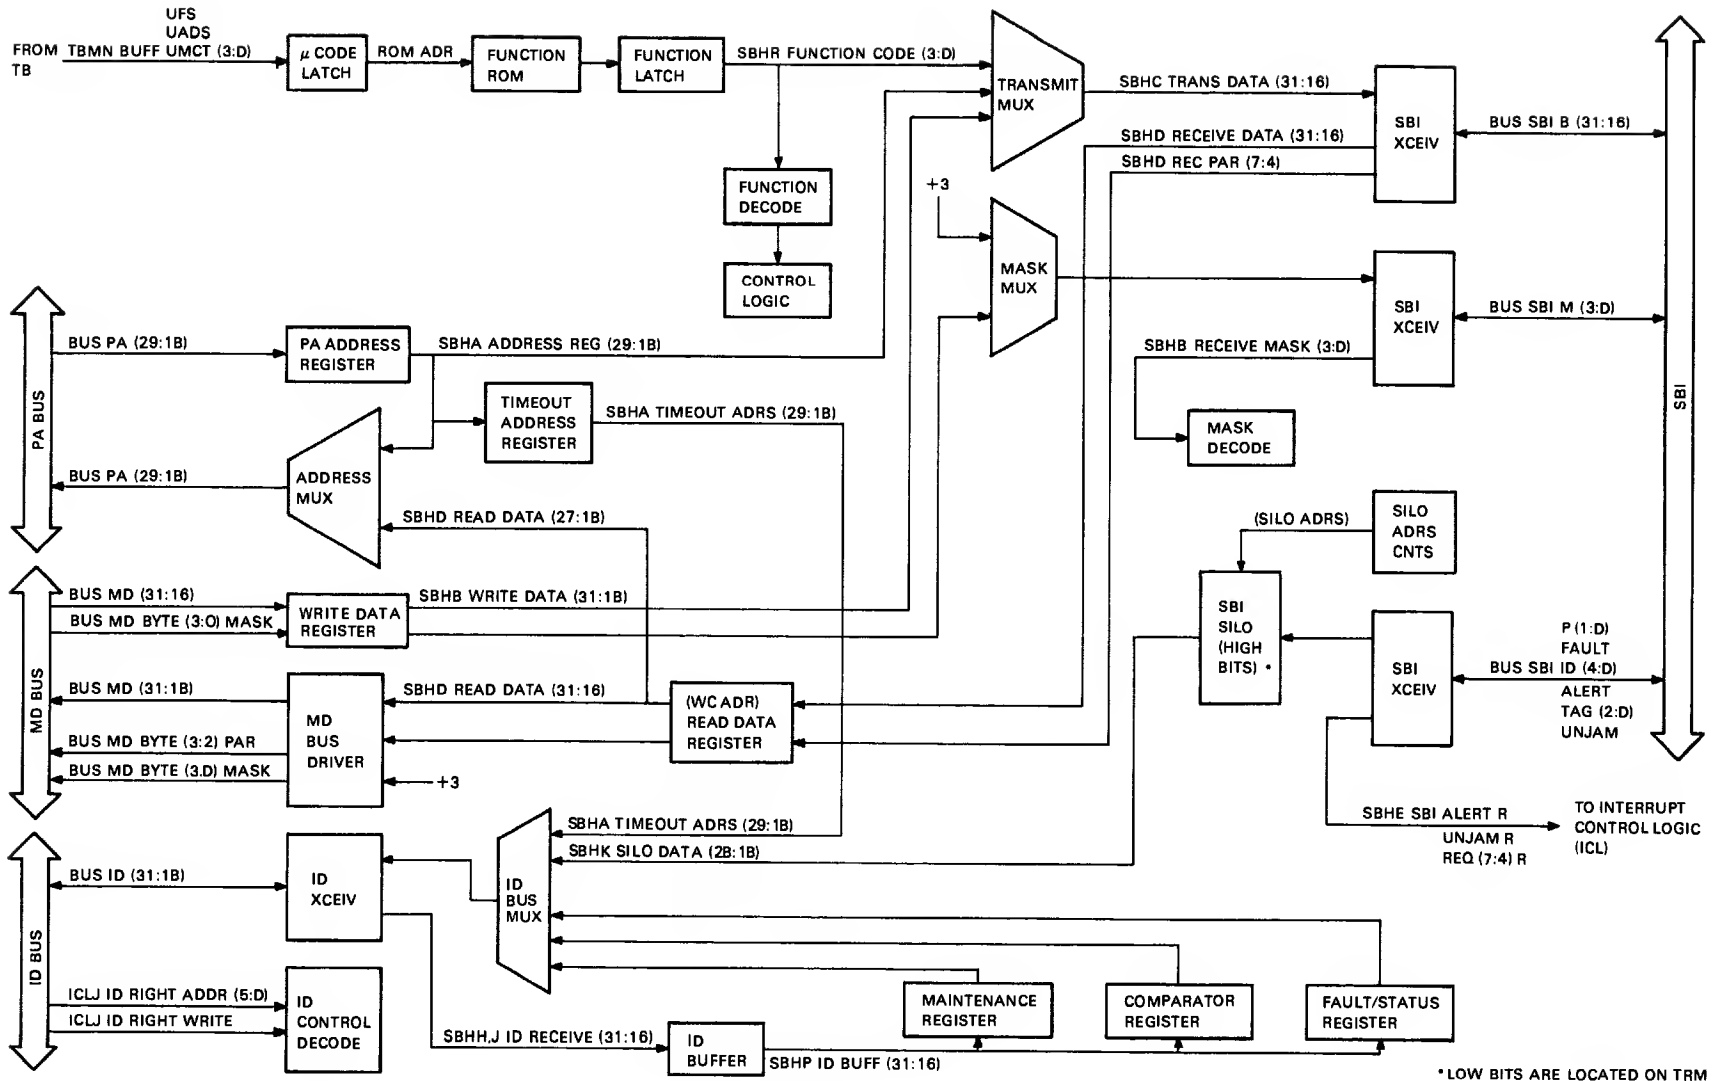 UFS
UADS
FROM TBMN BUFF UMCT (3:D)
TB
μ CODE
LATCH
ROM ADR
FUNCTION
ROM
FUNCTION
LATCH
SBHR FUNCTION CODE (3:D)
TRANSMIT
MUX
SBHC TRANS DATA (31:16)
SBHD RECEIVE DATA (31:16)
SBHD REC PAR (7:4)
SBI
XCEIV
BUS SBI B (31:16)
FUNCTION
DECODE
CONTROL
LOGIC
+3
MASK
MUX
SBI
XCEIV
BUS SBI M (3:D)
SBHB RECEIVE MASK (3:D)
MASK
DECODE
SBI
PA BUS
BUS PA (29:1B)
PA ADDRESS
REGISTER
SBHA ADDRESS REG (29:1B)
TIMEOUT
ADDRESS
REGISTER
SBHA TIMEOUT ADRS (29:1B)
BUS PA (29:1B)
ADDRESS
MUX
SBHD READ DATA (27:1B)
(SILO ADRS)
SILO
ADRS
CNTS
SBI
SILO
(HIGH
BITS) *
SBI
XCEIV
P (1:D)
FAULT
BUS SBI ID (4:D)
ALERT
TAG (2:D)
UNJAM
MD BUS
BUS MD (31:16)
BUS MD BYTE (3:O) MASK
WRITE DATA
REGISTER
SBHB WRITE DATA (31:1B)
BUS MD (31:1B)
BUS MD BYTE (3:2) PAR
BUS MD BYTE (3.D) MASK
MD
BUS
DRIVER
SBHD READ DATA (31:16)
+3
(WC ADR)
READ DATA
REGISTER
SBHE SBI ALERT R
UNJAM R
REQ (7:4) R
TO INTERRUPT
CONTROL LOGIC
(ICL)
ID BUS
BUS ID (31:1B)
ID
XCEIV
ID
BUS
MUX
SBHA TIMEOUT ADRS (29:1B)
SBHK SILO DATA (2B:1B)
ICLJ ID RIGHT ADDR (5:D)
ICLJ ID RIGHT WRITE
ID
CONTROL
DECODE
SBHH,J ID RECEIVE (31:16)
ID
BUFFER
SBHP ID BUFF (31:16)
MAINTENANCE
REGISTER
COMPARATOR
REGISTER
FAULT/STATUS
REGISTER
*LOW BITS ARE LOCATED ON TRM